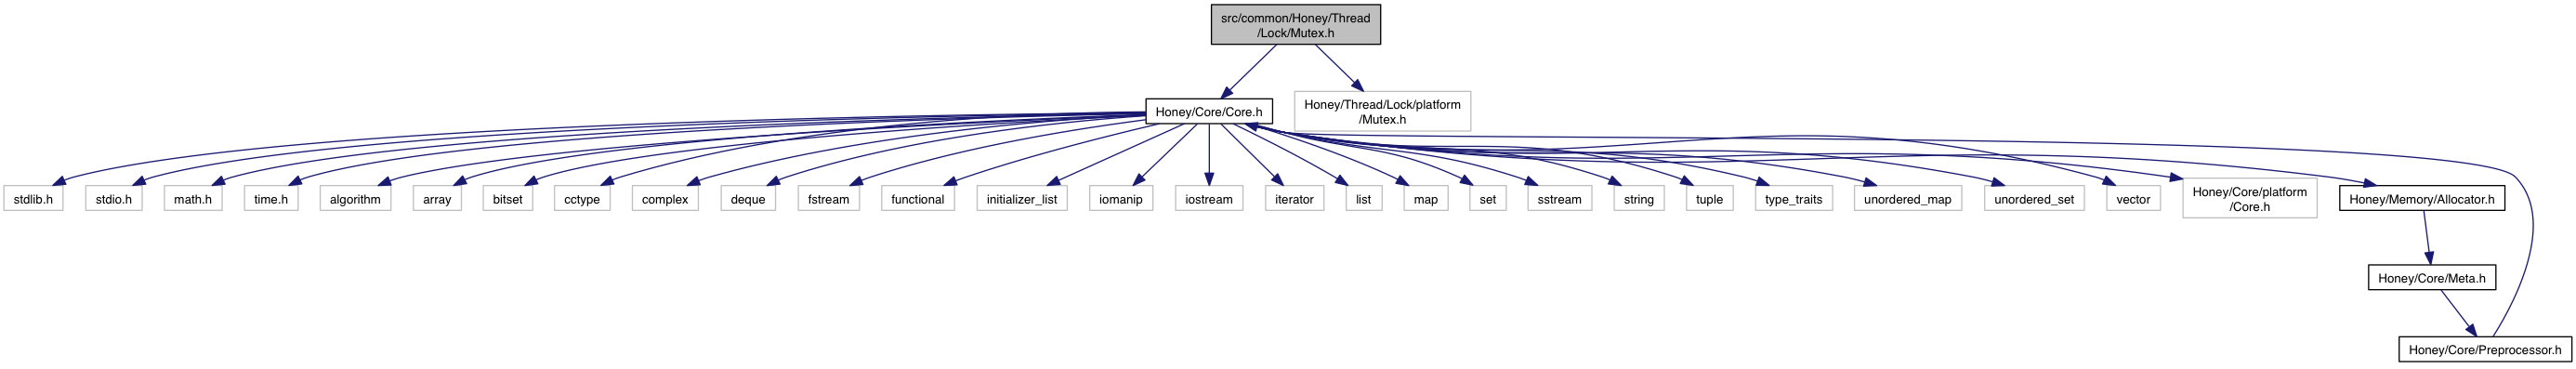 src/common/Honey/Thread
/Lock/Mutex.h
Honey/Core/Core.h
Honey/Thread/Lock/platform
/Mutex.h
stdlib.h
stdio.h
math.h
time.h
algorithm
array
bitset
cctype
complex
deque
fstream
functional
initializer_list
iomanip
iostream
iterator
list
map
set
sstream
string
tuple
type_traits
unordered_map
unordered_set
vector
Honey/Core/platform
/Core.h
Honey/Memory/Allocator.h
Honey/Core/Meta.h
Honey/Core/Preprocessor.h